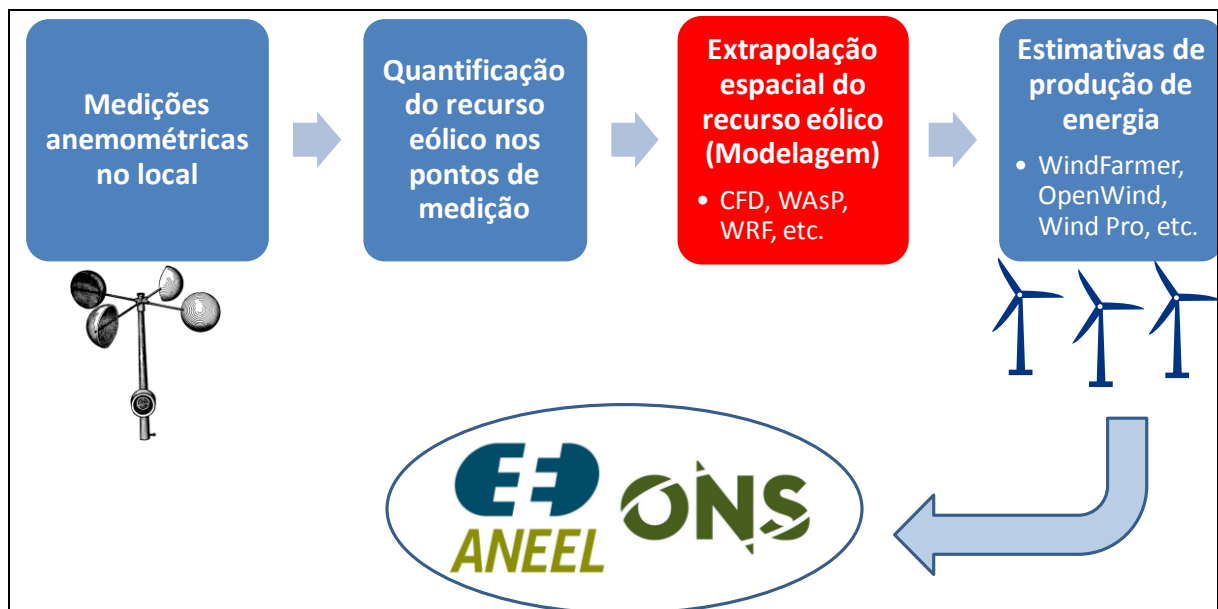 Medições
anemométricas
no local
Quantificação
do recurso
eólico nos
pontos de
medição
Extrapolação
espacial do
recurso eólico
(Modelagem)
• CFD, WAsP,
WRF, etc.
Estimativas de
produção de
energia
• WindFarmer,
OpenWind,
Wind Pro, etc.
ANEEL
ONS